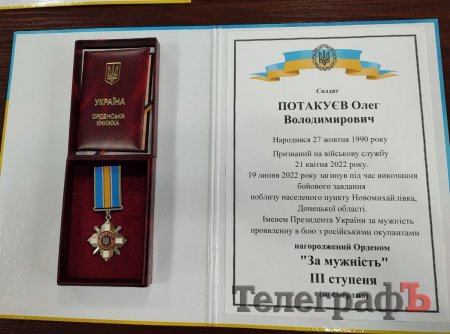 УКРАЇНА
ОРДЕНСЬКА
КНИЖКА
Солдат
ПОТАКУЄВ Олег
Володимирович
Народився 27 жовтня 1990 року
Призваний на військову службу
21 квітня 2022 року.
19 липня 2022 року загинув під час виконання
бойового завдання
поблизу населеного пункту Новомихайлівка,
Донецької області.
Іменем Президента України за мужність
проявлену в бою з російськими окупантами
нагороджений Орденом
"За мужність"
ІІІ ступеня
(посмертно)
ТелеграфЪ